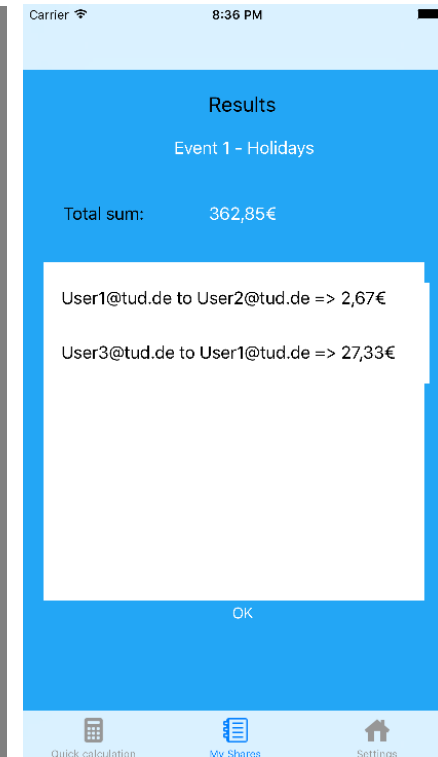 Carrier 8:36 PM
Results
Event 1 - Holidays
Total sum: 362,85€
User1@tud.de to User2@tud.de => 2,67€
User3@tud.de to User1@tud.de => 27,33€
OK
Quick calculation My Shares Settings